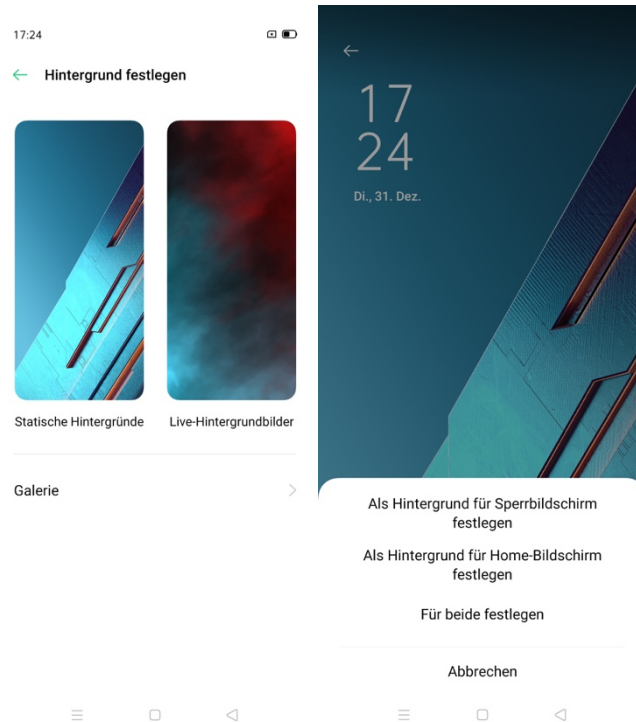 17:24
Hintergrund festlegen
Statische Hintergründe
Live-Hintergrundbilder
Galerie
17
24
Di., 31. Dez.
Als Hintergrund für Sperrbildschirm
festlegen
Als Hintergrund für Home-Bildschirm
festlegen
Für beide festlegen
Abbrechen